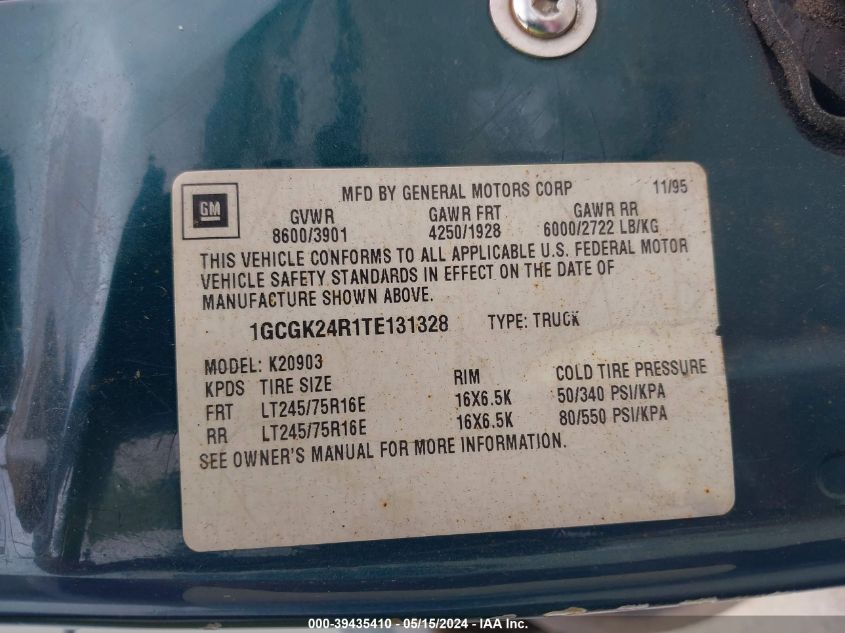 MFD BY GENERAL MOTORS CORP 11/95
GM
GVWR GAWR FRT GAWR RR
8600/3901 4250/1928 6000/2722 LB/KG
THIS VEHICLE CONFORMS TO ALL APPLICABLE U.S. FEDERAL MOTOR
VEHICLE SAFETY STANDARDS IN EFFECT ON THE DATE OF
MANUFACTURE SHOWN ABOVE.
1GCGK24R1TE131328 TYPE: TRUCK
MODEL: K20903
KPDS TIRE SIZE RIM COLD TIRE PRESSURE
FRT LT245/75R16E 16X6.5K 50/340 PSI/KPA
RR LT245/75R16E 16X6.5K 80/550 PSI/KPA
SEE OWNER'S MANUAL FOR MORE INFORMATION.
000-39435410 - 05/15/2024 - IAA Inc.